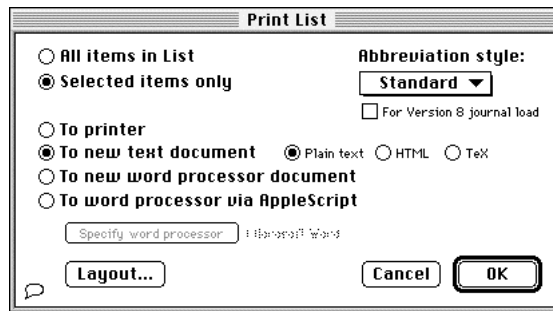 Print List
All items in List
Abbreviation style:
Selected items only
Standard
For Version 8 journal load
To printer
To new text document Plain text HTML TeX
To new word processor document
To word processor via AppleScript
Specify word processor Microsoft Word
Layout...
Cancel OK